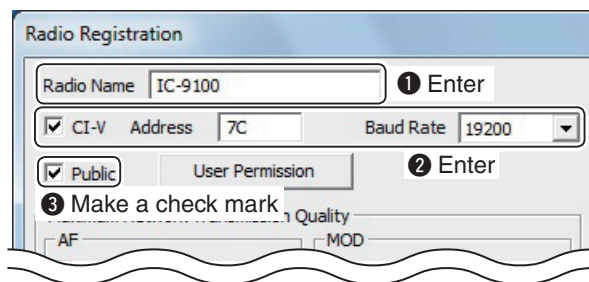 Radio Registration
Radio Name IC-9100 ❶ Enter
CI-V Address 7C Baud Rate 19200
Public User Permission ❷ Enter
❸ Make a check mark
Quality
AF MOD